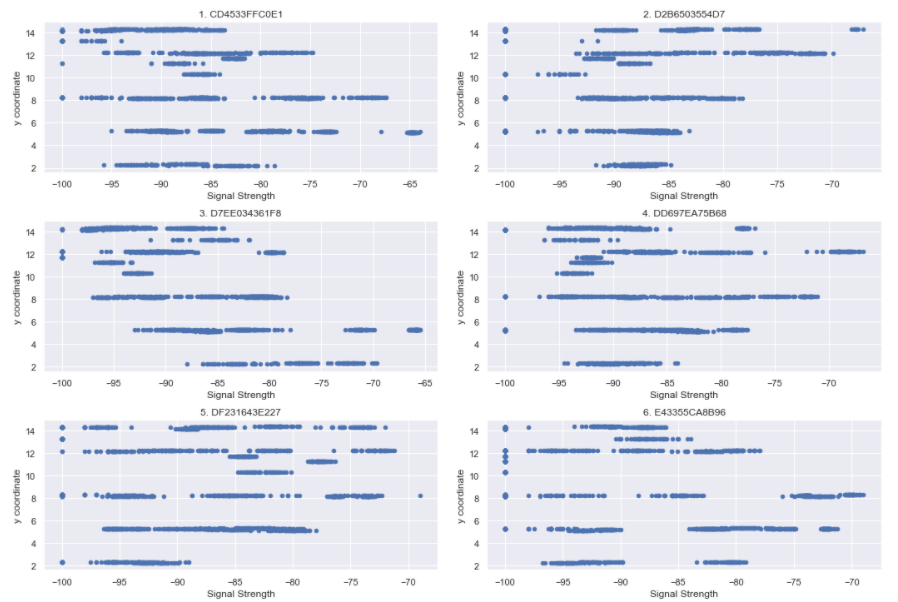 1. CD4533FFC0E1
y coordinate
14
12
10
8
6
4
2
−100 −95 −90 −85 −80 −75 −70 −65
Signal Strength
2. D2B6503554D7
y coordinate
14
12
10
8
6
4
2
−100 −95 −90 −85 −80 −75 −70
Signal Strength
3. D7EE034361F8
y coordinate
14
12
10
8
6
4
2
−100 −95 −90 −85 −80 −75 −70 −65
Signal Strength
4. DD697EA75B68
y coordinate
14
12
10
8
6
4
2
−100 −95 −90 −85 −80 −75 −70
Signal Strength
5. DF231643E227
y coordinate
14
12
10
8
6
4
2
−100 −95 −90 −85 −80 −75 −70
Signal Strength
6. E43355CA8B96
y coordinate
14
12
10
8
6
4
2
−100 −95 −90 −85 −80 −75 −70
Signal Strength